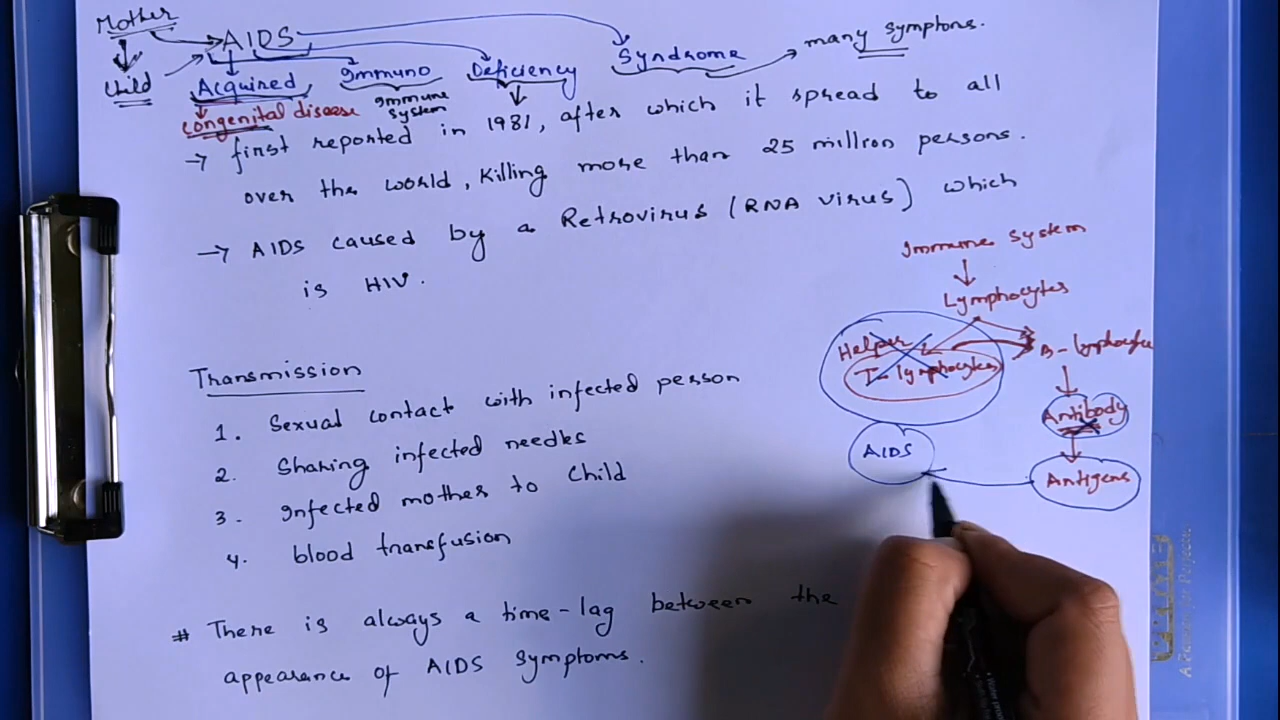 Mother
AIDS
Syndrome
many symptons.
Child
Acquired
Immuno
Deficiency
congenital disease
Immune
system
→ first reported in 1981, after which it spread to all
over the world, killing more than 25 million persons.
→ AIDS caused by a Retrovirus (RNA virus) which
is HIV.
Immune system
Lymphocytes
Helper
T-lymphocytes
B-lymphocyte
Antibody
AIDS
Antigens
Transmission
1. Sexual contact with infected person
2. Sharing infected needles
3. Infected mother to Child
4. blood transfusion
# There is always a time-lag between the
appearance of AIDS symptoms.